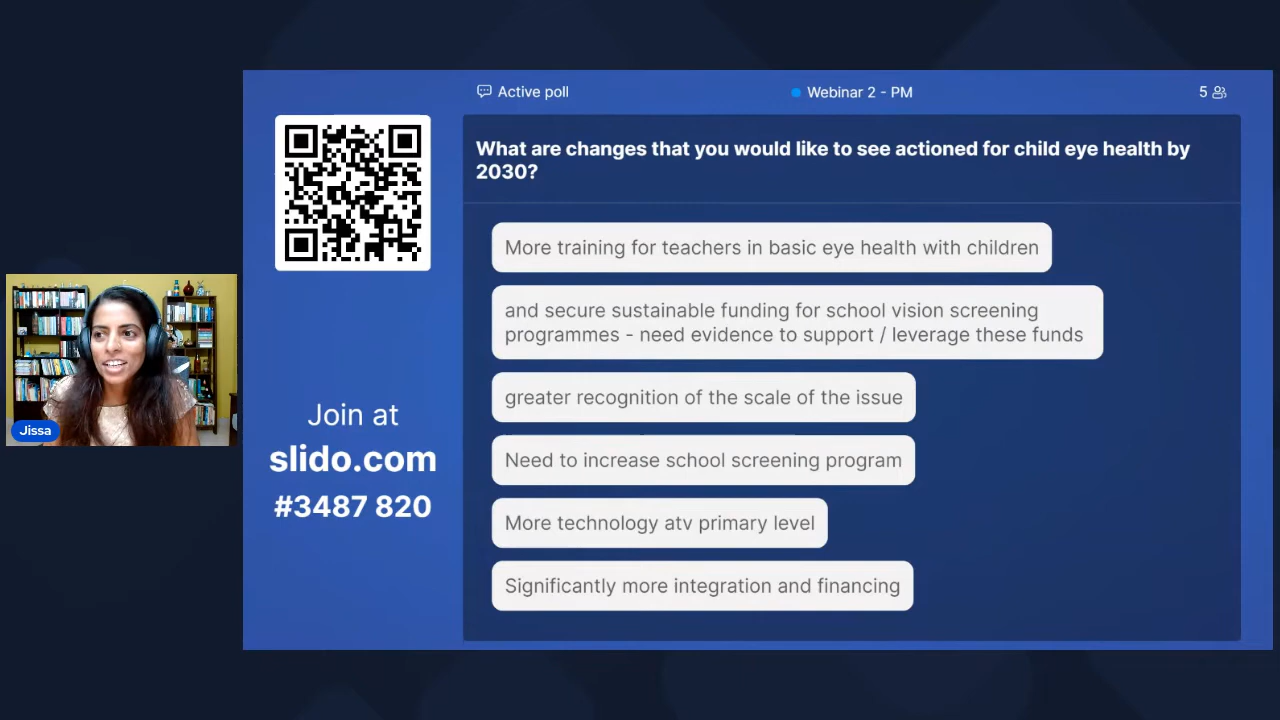 Active poll
Webinar 2 - PM
5
What are changes that you would like to see actioned for child eye health by
2030?
More training for teachers in basic eye health with children
and secure sustainable funding for school vision screening
programmes - need evidence to support / leverage these funds
greater recognition of the scale of the issue
Need to increase school screening program
More technology atv primary level
Significantly more integration and financing
Join at
slido.com
#3487 820
Jissa